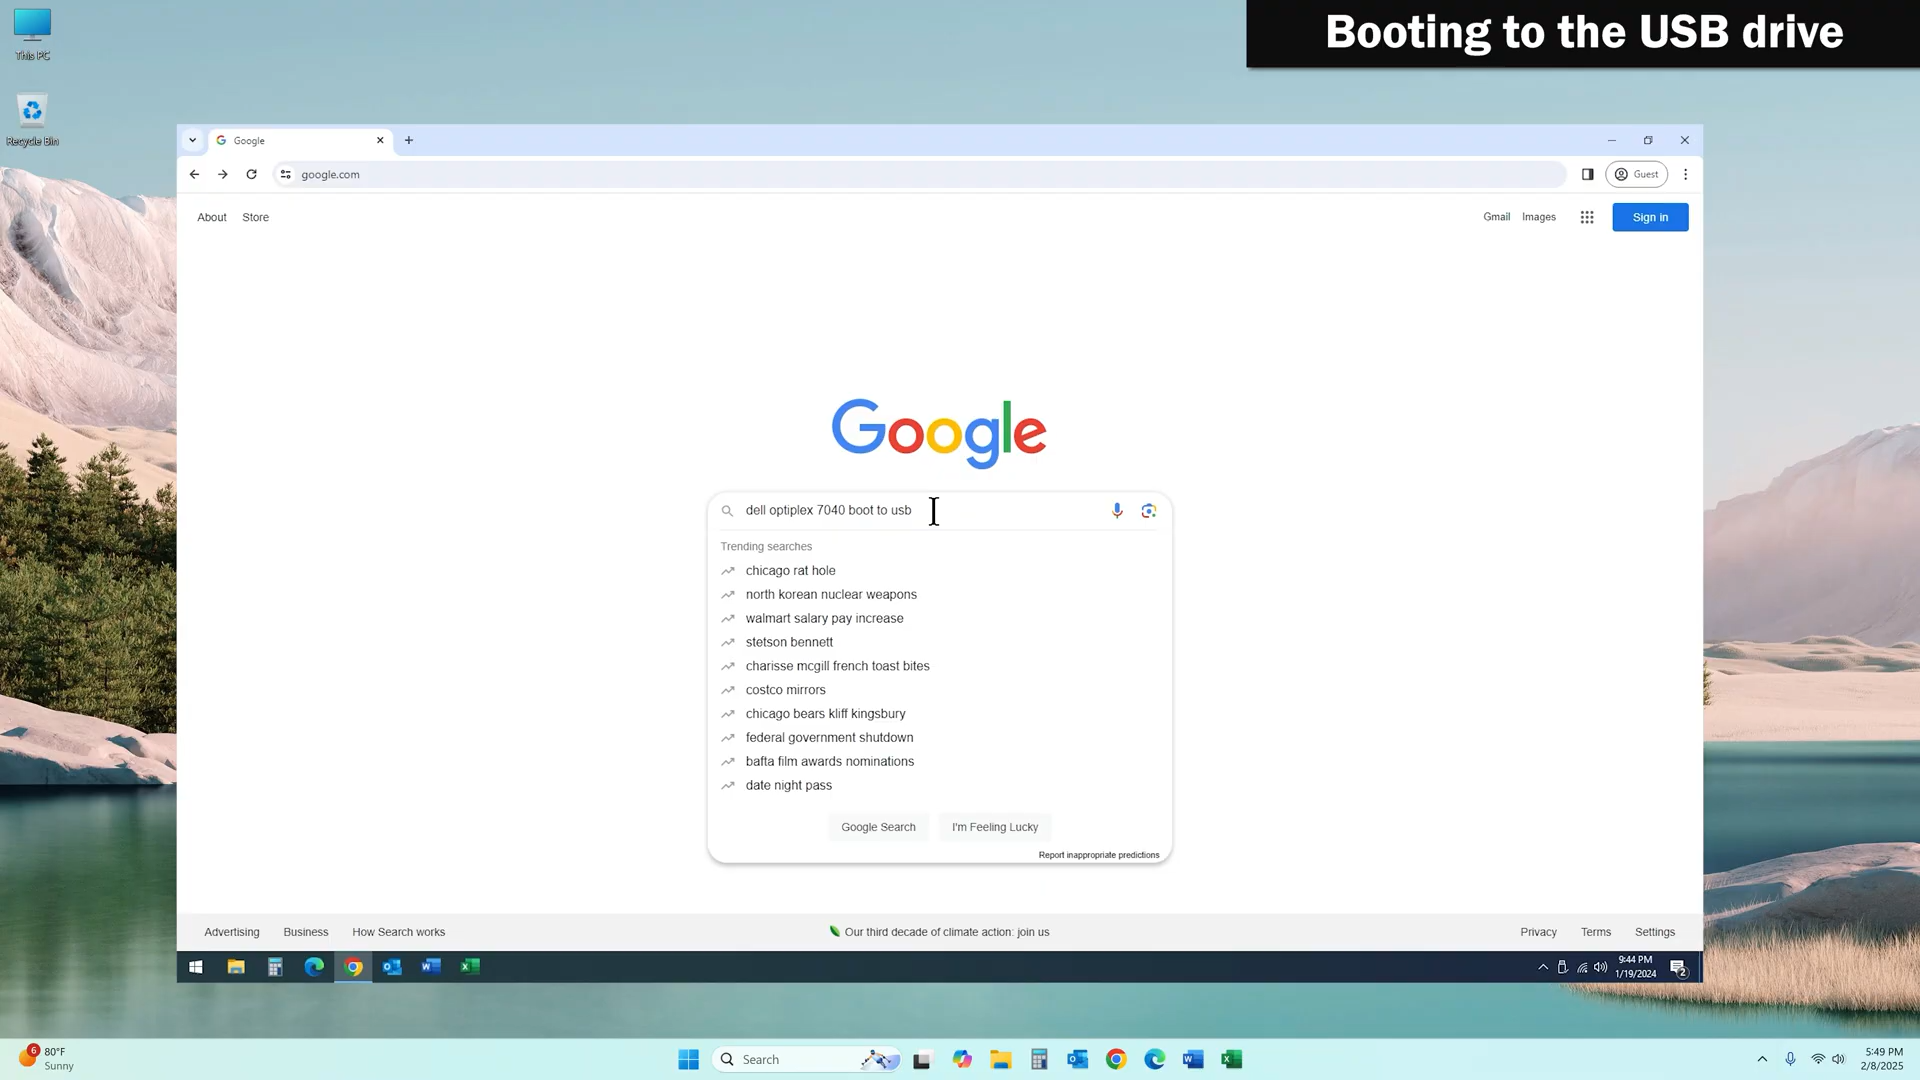 Booting to the USB drive
This PC
Recycle Bin
Google
google.com
Guest
About
Store
Gmail
Images
Sign in
Google
dell optiplex 7040 boot to usb
Trending searches
chicago rat hole
north korean nuclear weapons
walmart salary pay increase
stetson bennett
charisse mcgill french toast bites
costco mirrors
chicago bears kliff kingsbury
federal government shutdown
bafta film awards nominations
date night pass
Google Search
I'm Feeling Lucky
Report inappropriate predictions
Advertising
Business
How Search works
Our third decade of climate action: join us
Privacy
Terms
Settings
9:44 PM
1/19/2024
2
6
80°F
Sunny
Search
5:49 PM
2/8/2025